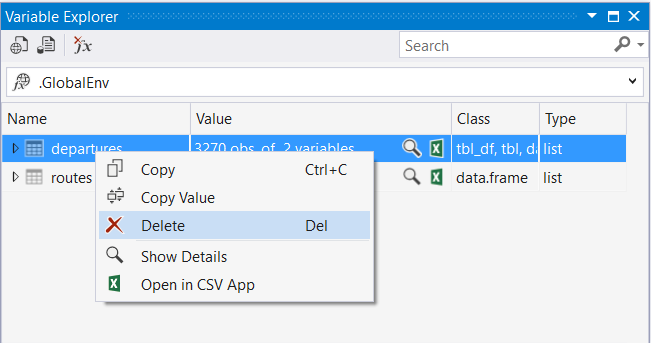 Variable Explorer
Search
.GlobalEnv
Name Value Class Type
departures 3270 obs. of 2 variables tbl_df, tbl, da list
routes data.frame list
Copy Ctrl+C
Copy Value
Delete Del
Show Details
Open in CSV App